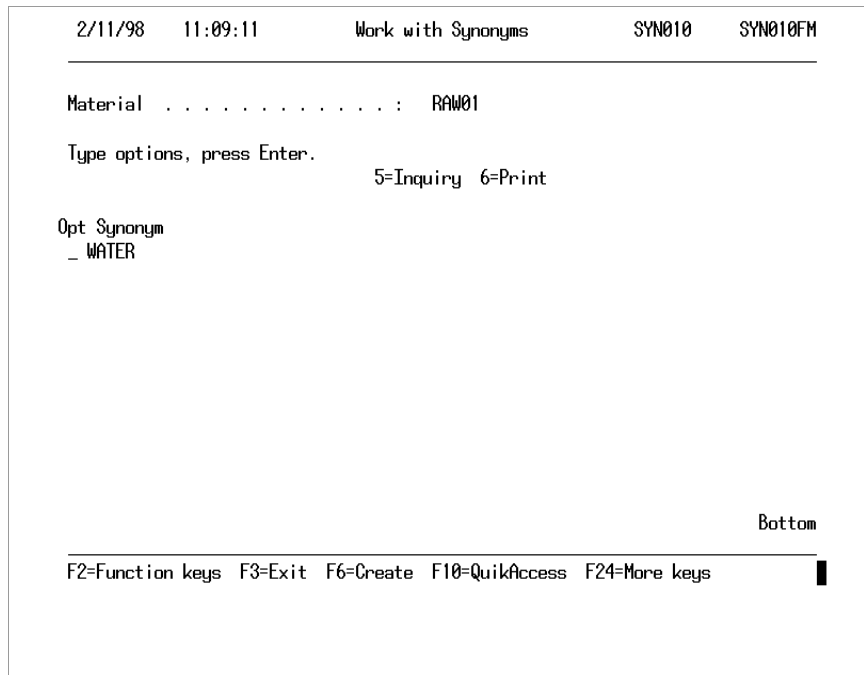 2/11/98 11:09:11 Work with Synonyms SYN010 SYN010FM
Material . . . . . . . . . . . . . : RAW01
Type options, press Enter.
5=Inquiry 6=Print
Opt Synonym
_ WATER
Bottom
F2=Function keys F3=Exit F6=Create F10=QuikAccess F24=More keys